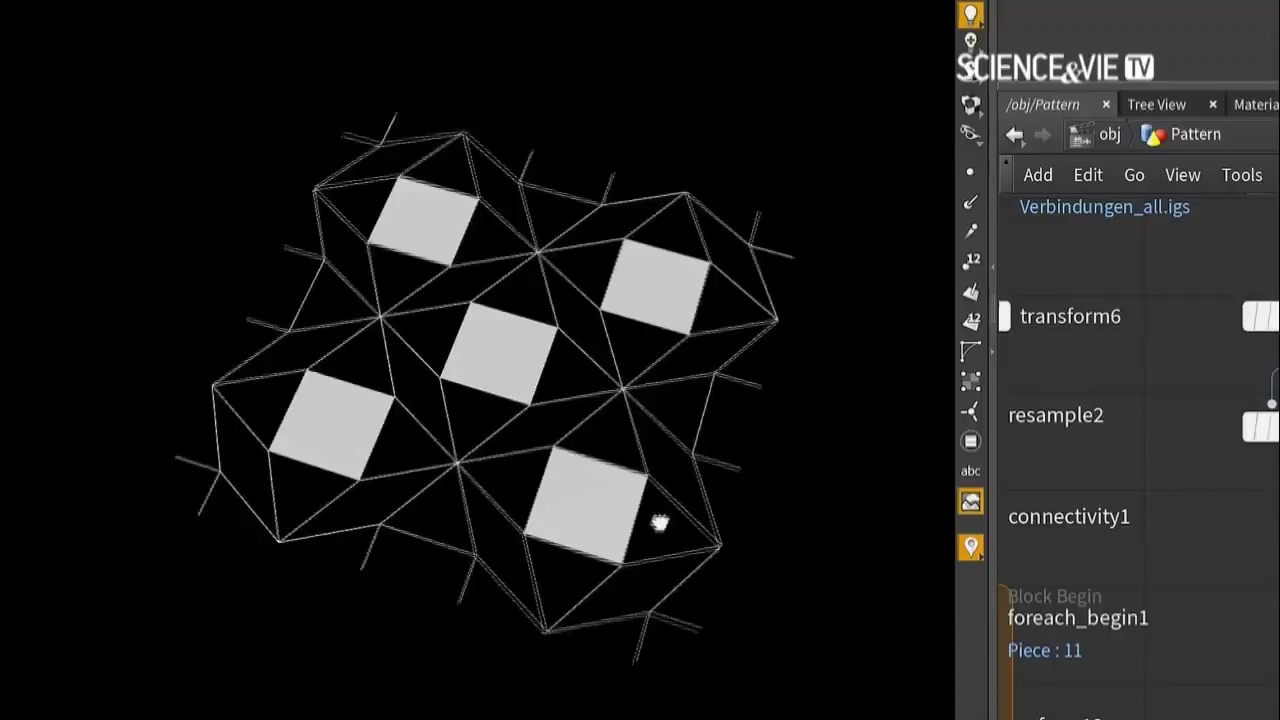 SCIENCE&VIE TV
/obj/Pattern × Tree View ×
obj Pattern
Add Edit Go View Tools
Verbindungen_all.igs
12
12
transform6
resample2
abc
connectivity1
Block Begin
foreach_begin1
Piece : 11